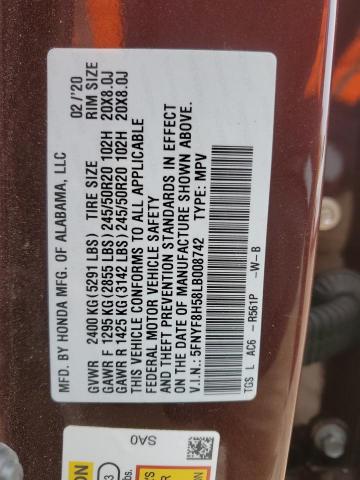 MFD. BY HONDA MFG. OF ALABAMA, LLC 02 /'20
GVWR 2400 KG (5291 LBS) TIRE SIZE RIM SIZE
GAWR F 1295 KG (2855 LBS) 245/50R20 102H 20X8.0J
GAWR R 1425 KG (3142 LBS) 245/50R20 102H 20X8.0J
THIS VEHICLE CONFORMS TO ALL APPLICABLE
FEDERAL MOTOR VEHICLE SAFETY
AND THEFT PREVENTION STANDARDS IN EFFECT
ON THE DATE OF MANUFACTURE SHOWN ABOVE.
V.I.N.: 5FNYF8H58LB008742 TYPE: MPV
TGS L AC6 - R561P -W-B
SA0
ON
3
bs.